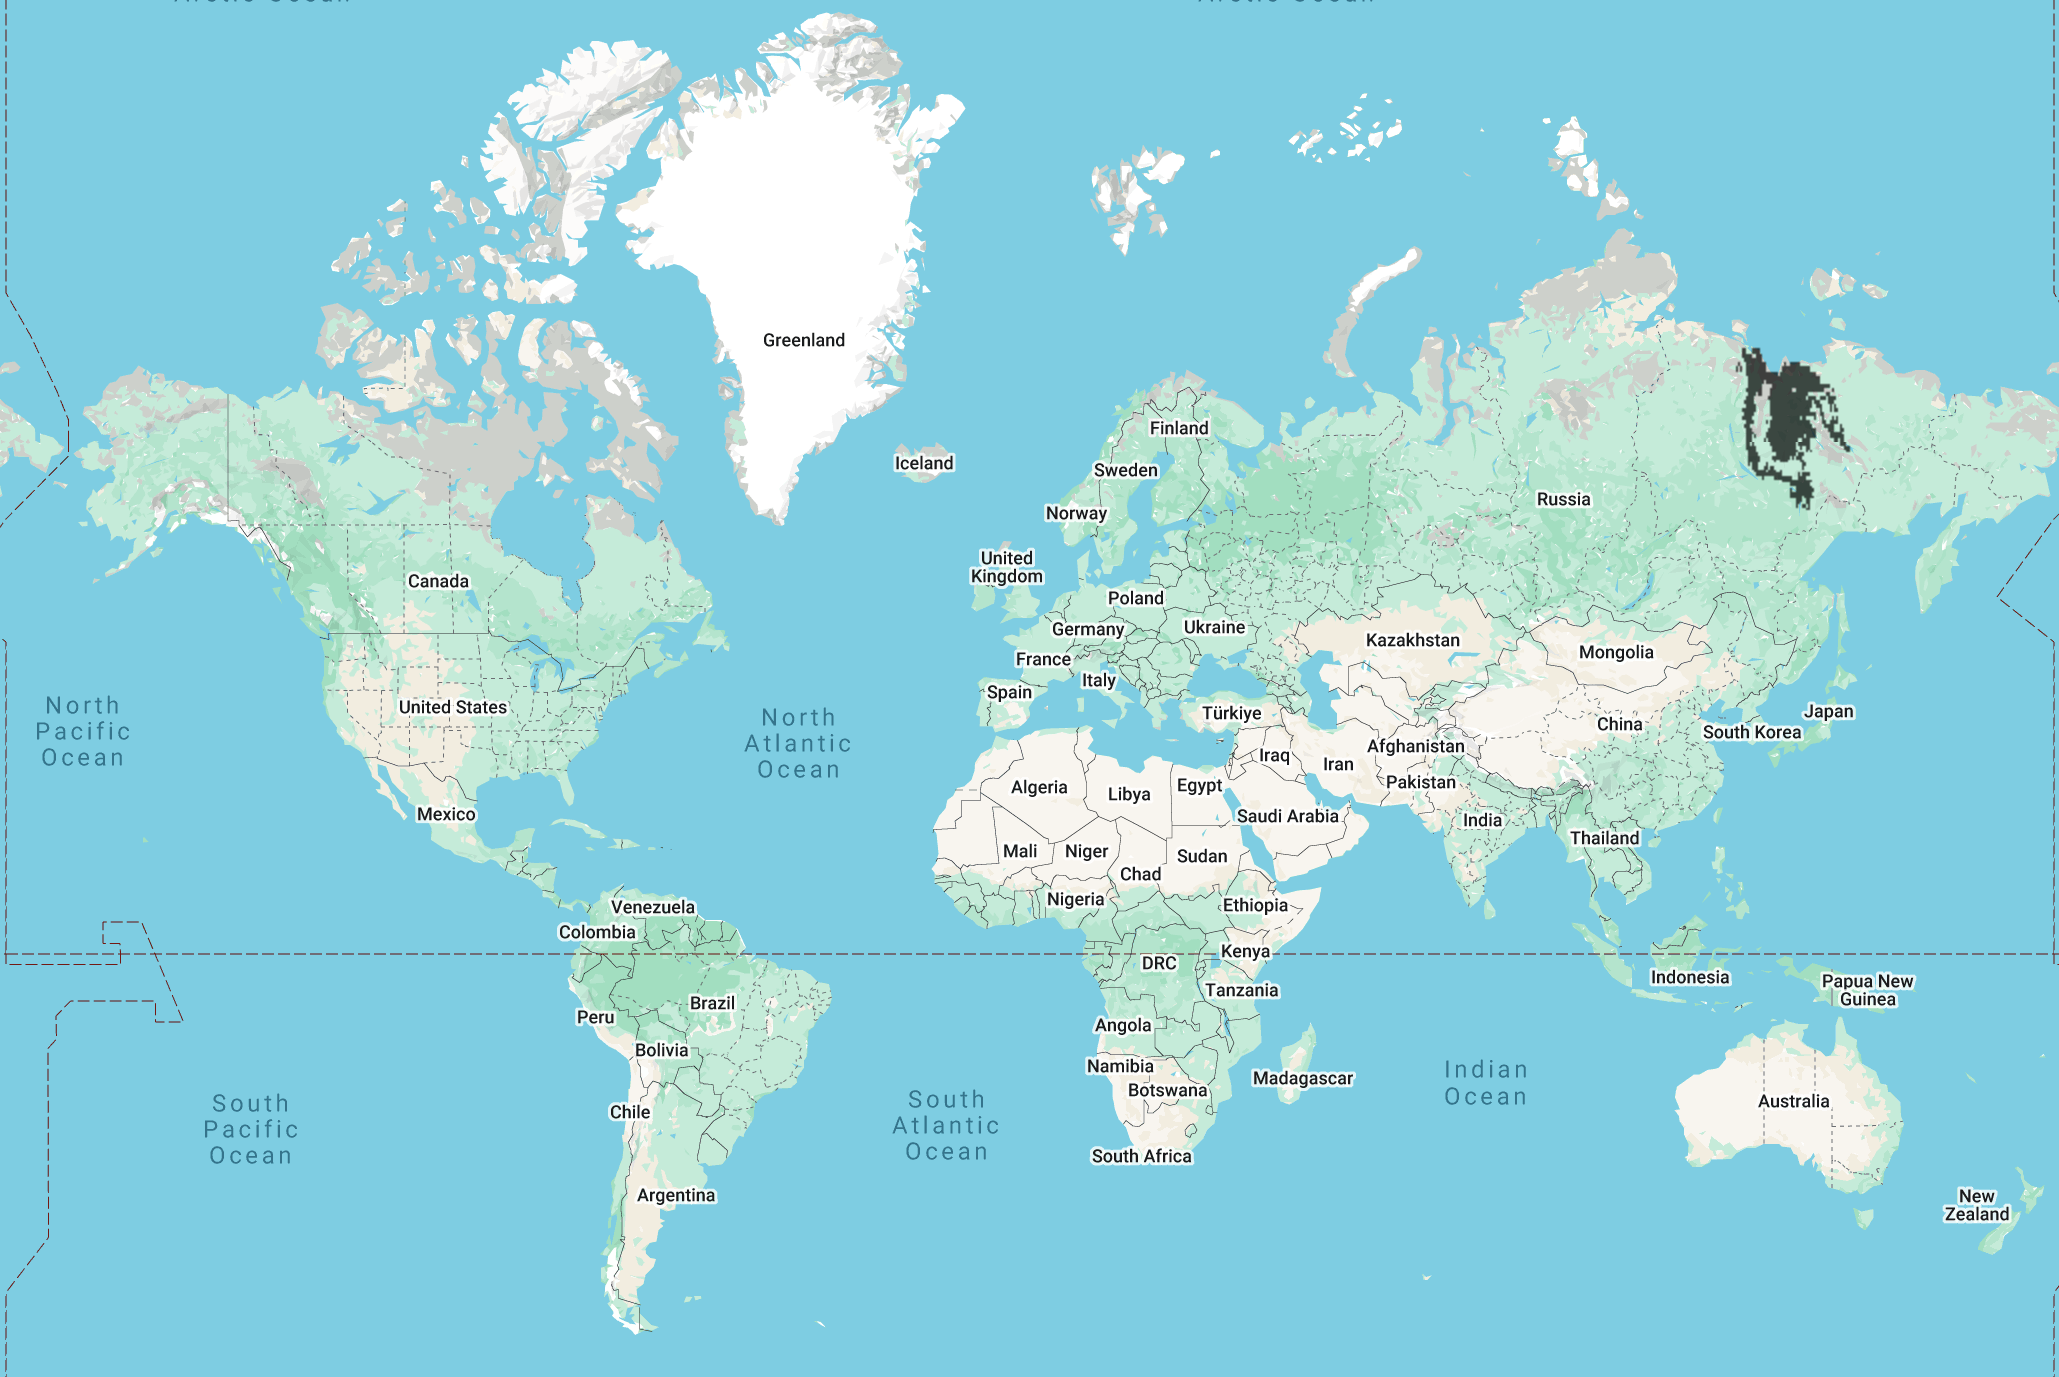 Arctic Ocean
Arctic Ocean
Greenland
Finland
Iceland
Sweden
Russia
Norway
United
Kingdom
Canada
Poland
Germany
Ukraine
Kazakhstan
Mongolia
France
Italy
Spain
United States
Türkiye
China
Japan
South Korea
North
Pacific
Ocean
North
Atlantic
Ocean
Afghanistan
Iraq
Iran
Pakistan
Algeria
Libya
Egypt
Saudi Arabia
India
Mexico
Thailand
Mali
Niger
Sudan
Chad
Nigeria
Ethiopia
Venezuela
Colombia
Kenya
DRC
Indonesia
Papua New
Guinea
Tanzania
Brazil
Peru
Angola
Bolivia
Namibia
Botswana
Madagascar
Indian
Ocean
Australia
Chile
South
Pacific
Ocean
South
Atlantic
Ocean
South Africa
Argentina
New
Zealand